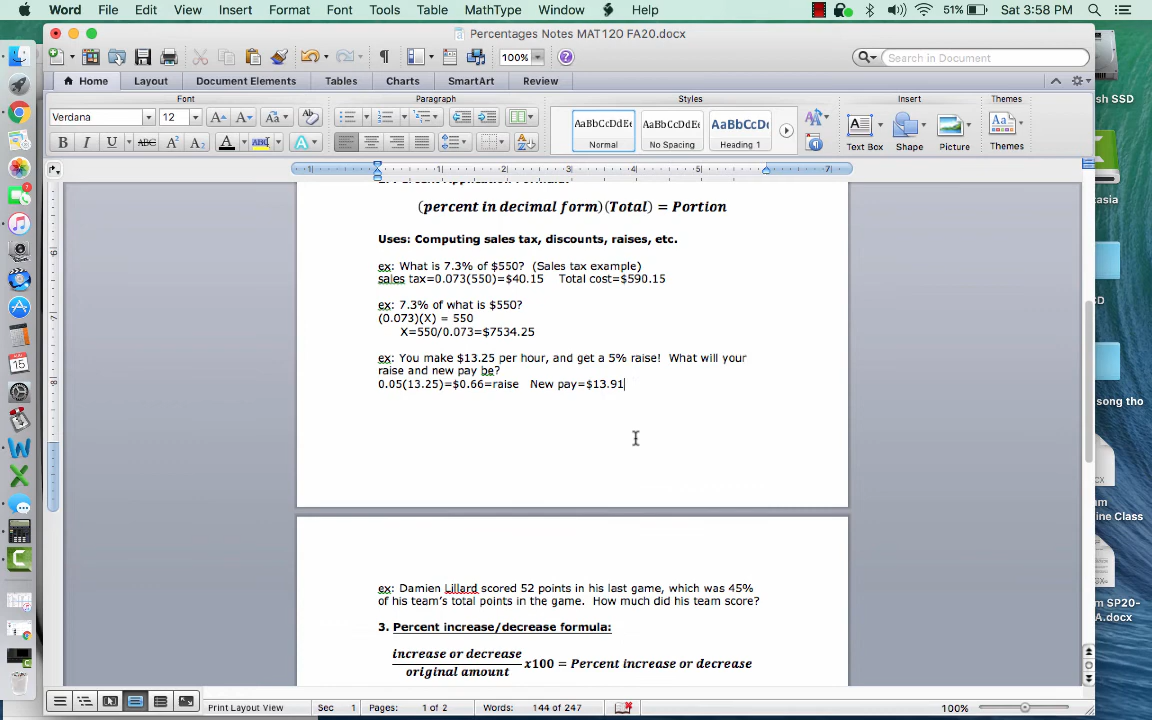 Word File Edit View Insert Format Font Tools Table MathType Window Help 51% Sat 3:58 PM
Percentages Notes MAT120 FA20.docx
100% Search in Document
Home Layout Document Elements Tables Charts SmartArt Review
Font Paragraph Styles Insert Themes
Verdana 12 Normal No Spacing Heading 1 Text Box Shape Picture Themes
(percent in decimal form)(Total) = Portion
Uses: Computing sales tax, discounts, raises, etc.
ex: What is 7.3% of $550? (Sales tax example)
sales tax=0.073(550)=$40.15 Total cost=$590.15
ex: 7.3% of what is $550?
(0.073)(X) = 550
X=550/0.073=$7534.25
ex: You make $13.25 per hour, and get a 5% raise! What will your
raise and new pay be?
0.05(13.25)=$0.66=raise New pay=$13.91
ex: Damien Lillard scored 52 points in his last game, which was 45%
of his team's total points in the game. How much did his team score?
3. Percent increase/decrease formula:
increase or decrease
original amount
x100 = Percent increase or decrease
Print Layout View Sec 1 Pages: 1 of 2 Words: 144 of 247 100%